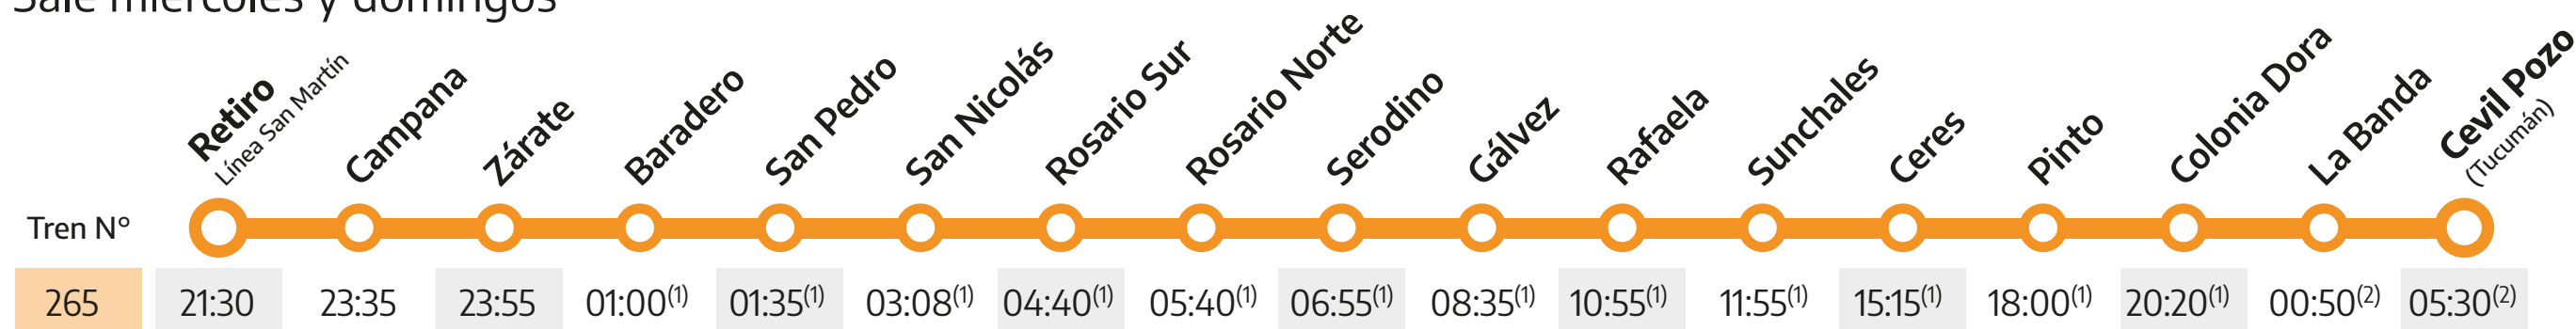 Sale miércoles y domingos
Retiro
Línea San Martín
Campana
Zárate
Baradero
San Pedro
San Nicolás
Rosario Sur
Rosario Norte
Serodino
Gálvez
Rafaela
Sunchales
Ceres
Pinto
Colonia Dora
La Banda
Cevil Pozo
(Tucumán)
Tren N°
265 21:30 23:35 23:55 01:00(1) 01:35(1) 03:08(1) 04:40(1) 05:40(1) 06:55(1) 08:35(1) 10:55(1) 11:55(1) 15:15(1) 18:00(1) 20:20(1) 00:50(2) 05:30(2)